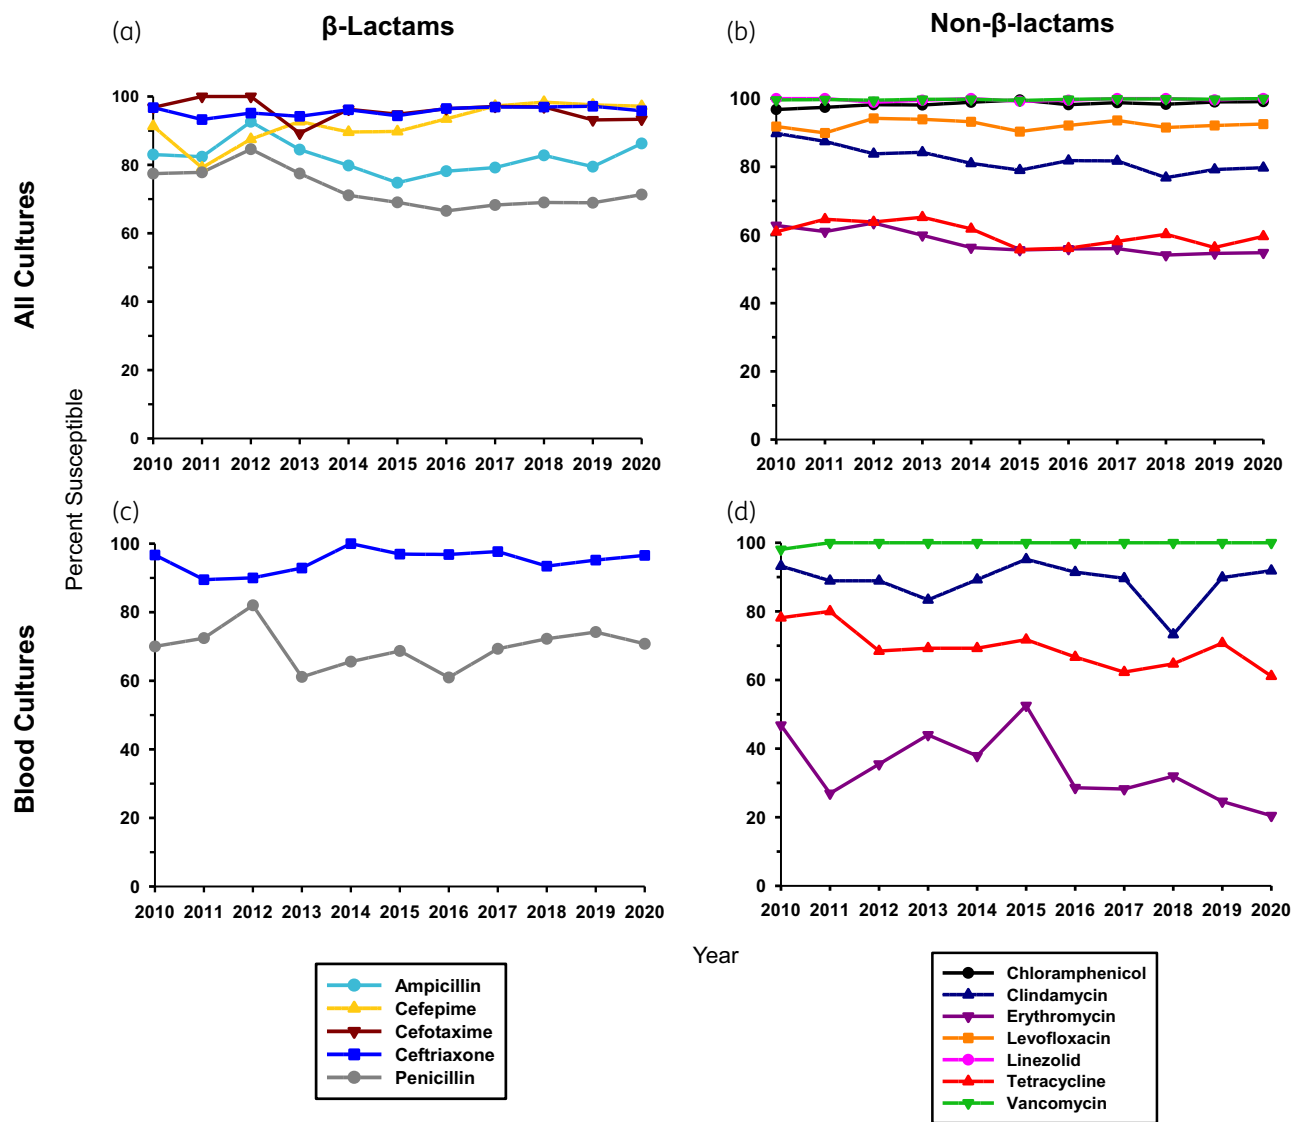 (a)
β-Lactams
(b)
Non-β-lactams
All Cultures
Blood Cultures
Percent Susceptible
100
80
60
40
20
0
2010 2011 2012 2013 2014 2015 2016 2017 2018 2019 2020
100
80
60
40
20
0
2010 2011 2012 2013 2014 2015 2016 2017 2018 2019 2020
(c)
(d)
100
80
60
40
20
0
2010 2011 2012 2013 2014 2015 2016 2017 2018 2019 2020
100
80
60
40
20
0
2010 2011 2012 2013 2014 2015 2016 2017 2018 2019 2020
Year
Ampicillin
Cefepime
Cefotaxime
Ceftriaxone
Penicillin
Chloramphenicol
Clindamycin
Erythromycin
Levofloxacin
Linezolid
Tetracycline
Vancomycin